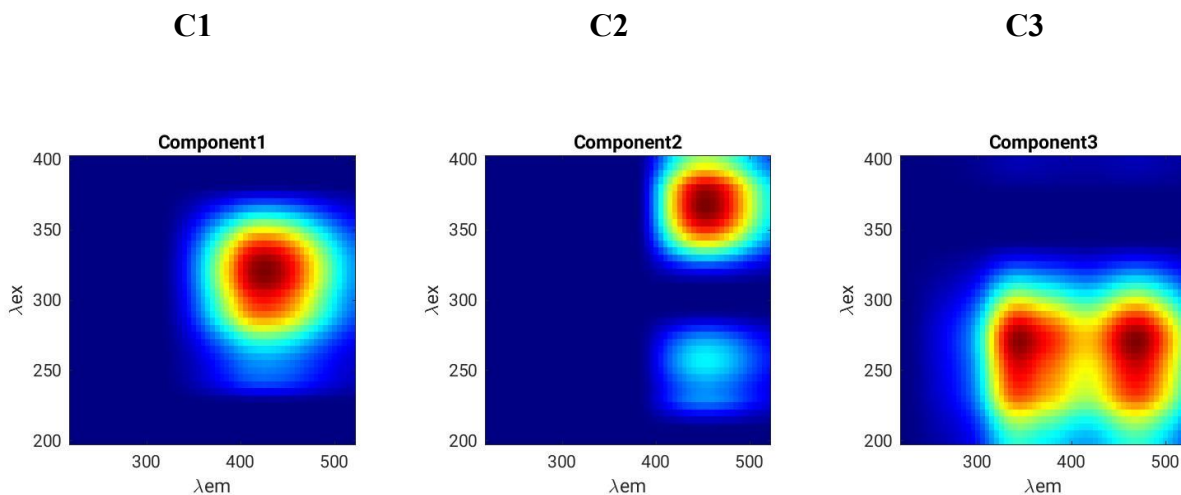 C1 C2 C3
Component1 Component2 Component3
400 400 400
350 350 350
λex λex λex
300 300 300
250 250 250
200 200 200
300 400 500 300 400 500 300 400 500
λem λem λem